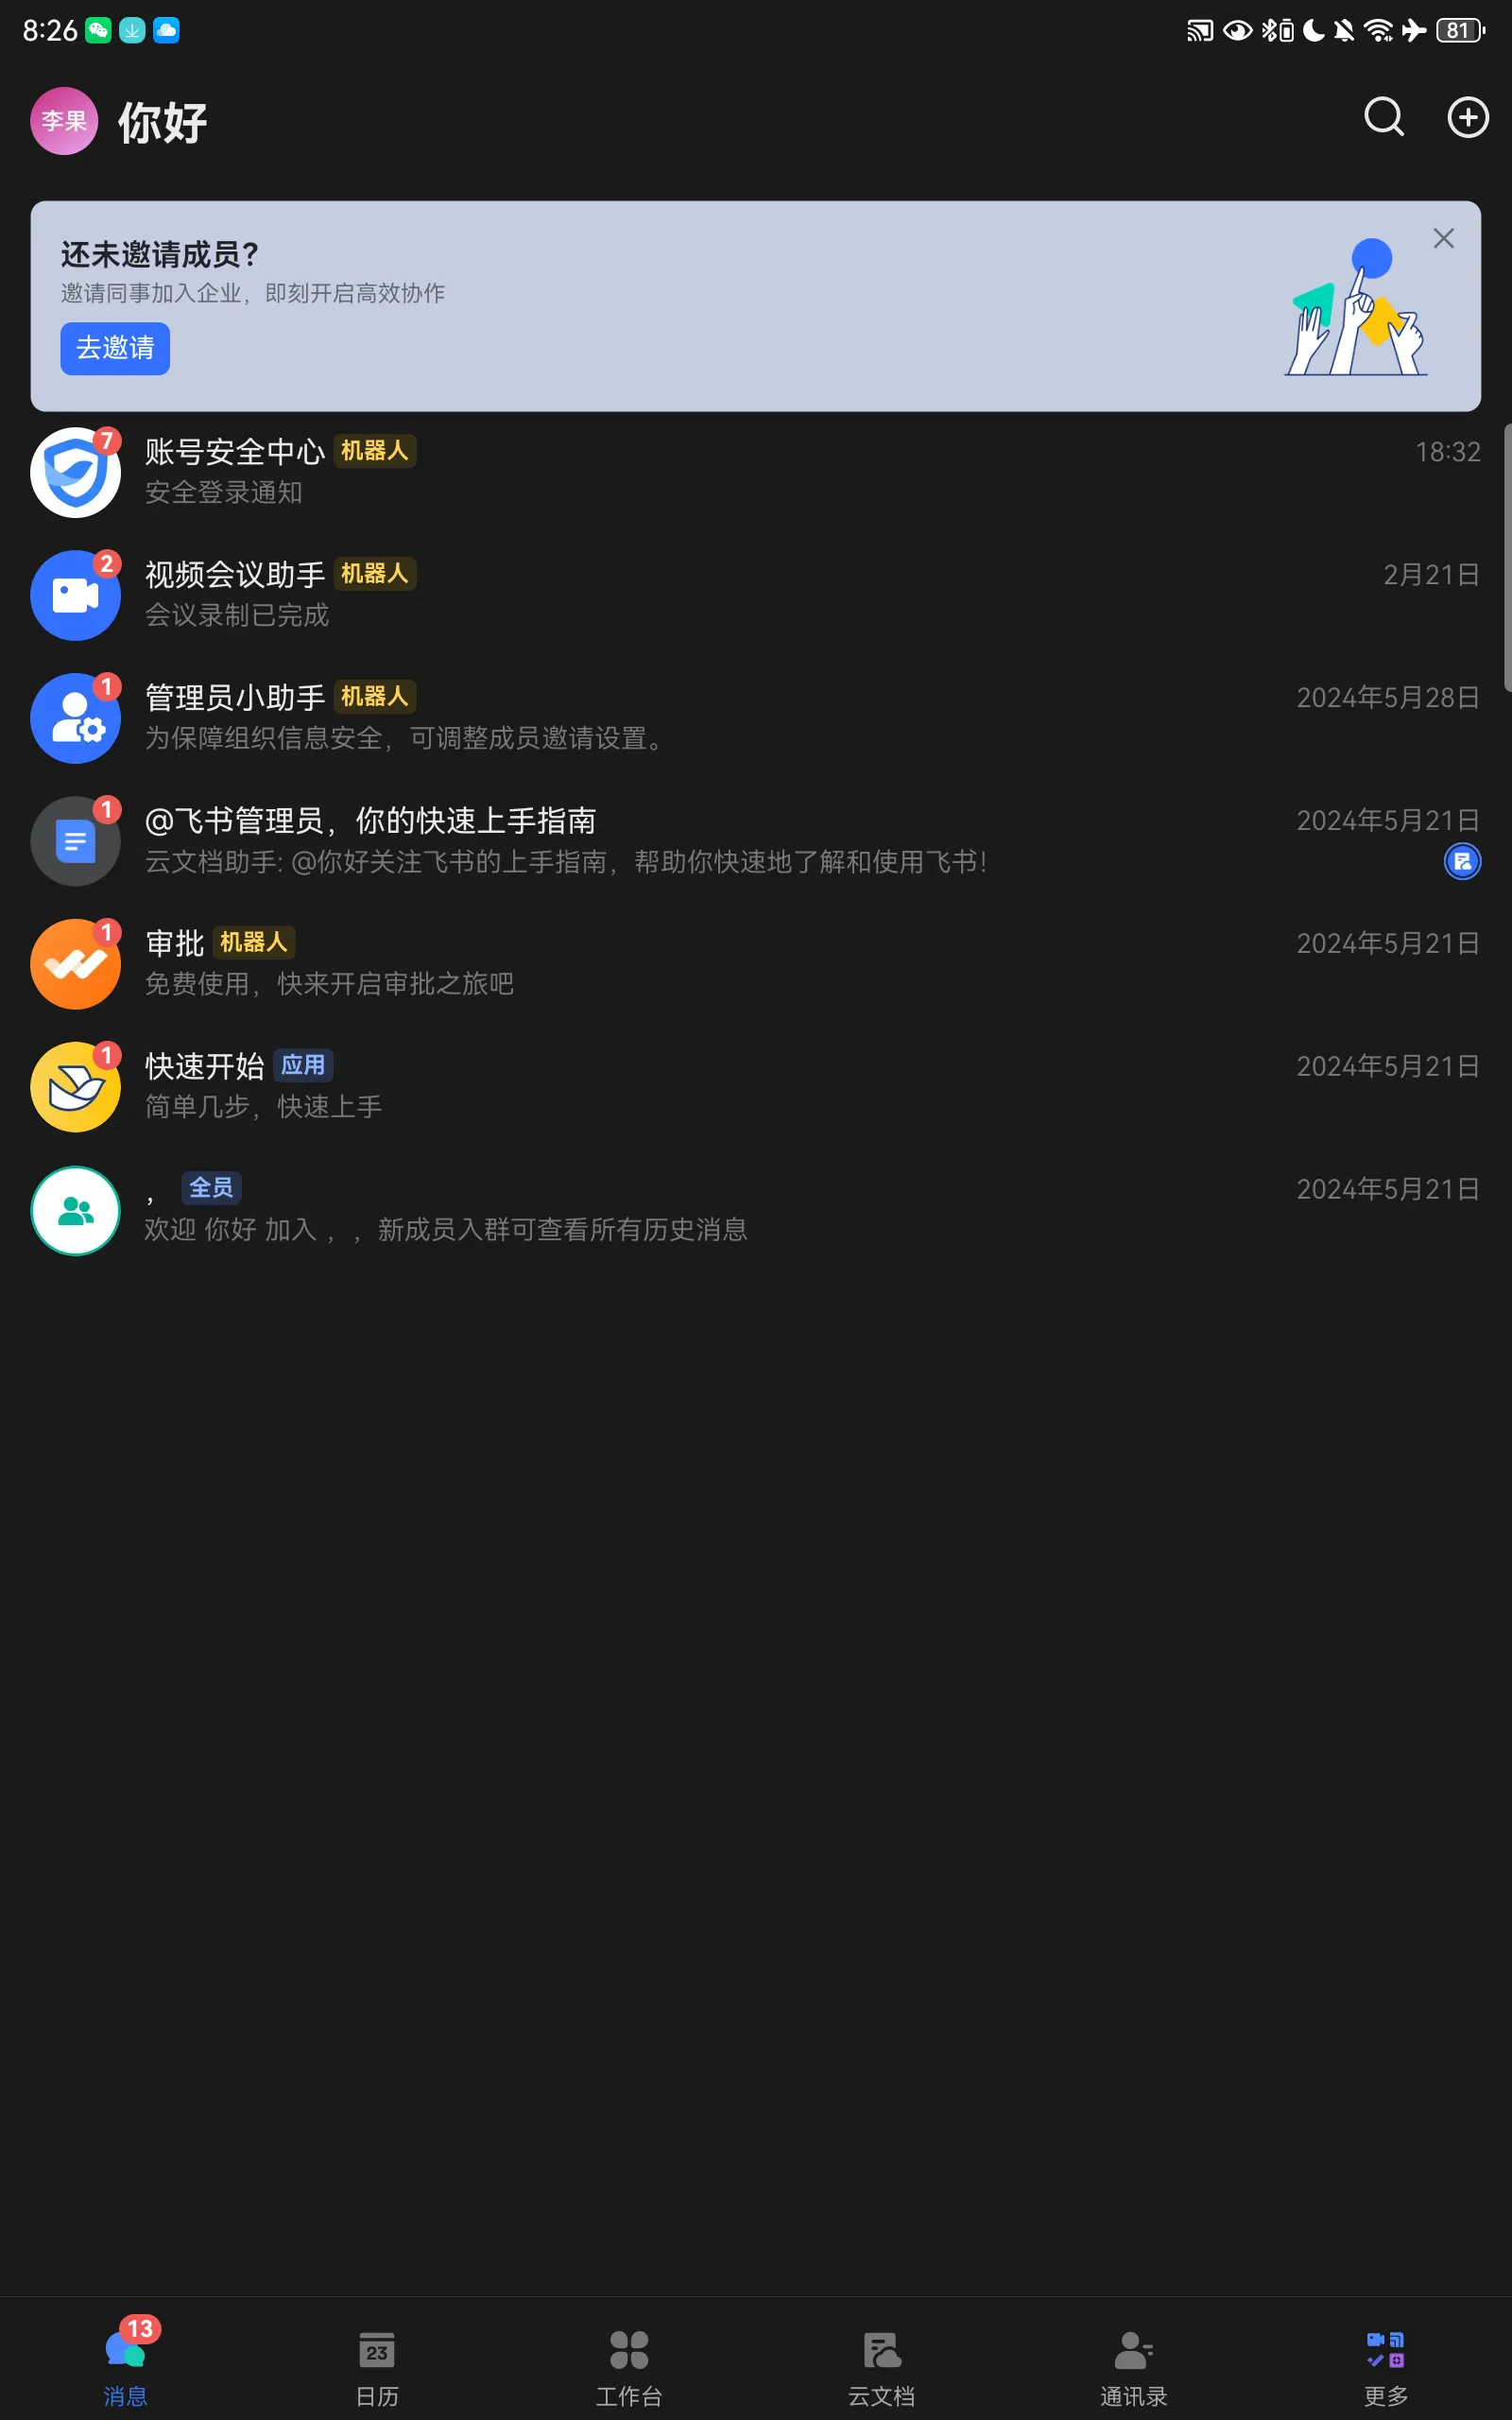 8:26
81
李果
你好
还未邀请成员？
邀请同事加入企业，即刻开启高效协作
去邀请
7
账号安全中心 机器人 18:32
安全登录通知
2
视频会议助手 机器人 2月21日
会议录制已完成
1
管理员小助手 机器人 2024年5月28日
为保障组织信息安全，可调整成员邀请设置。
1
@飞书管理员，你的快速上手指南 2024年5月21日
云文档助手: @你好关注飞书的上手指南，帮助你快速地了解和使用飞书！
1
审批 机器人 2024年5月21日
免费使用，快来开启审批之旅吧
1
快速开始 应用 2024年5月21日
简单几步，快速上手
， 全员 2024年5月21日
欢迎 你好 加入 ，，新成员入群可查看所有历史消息
13
23
消息 日历 工作台 云文档 通讯录 更多